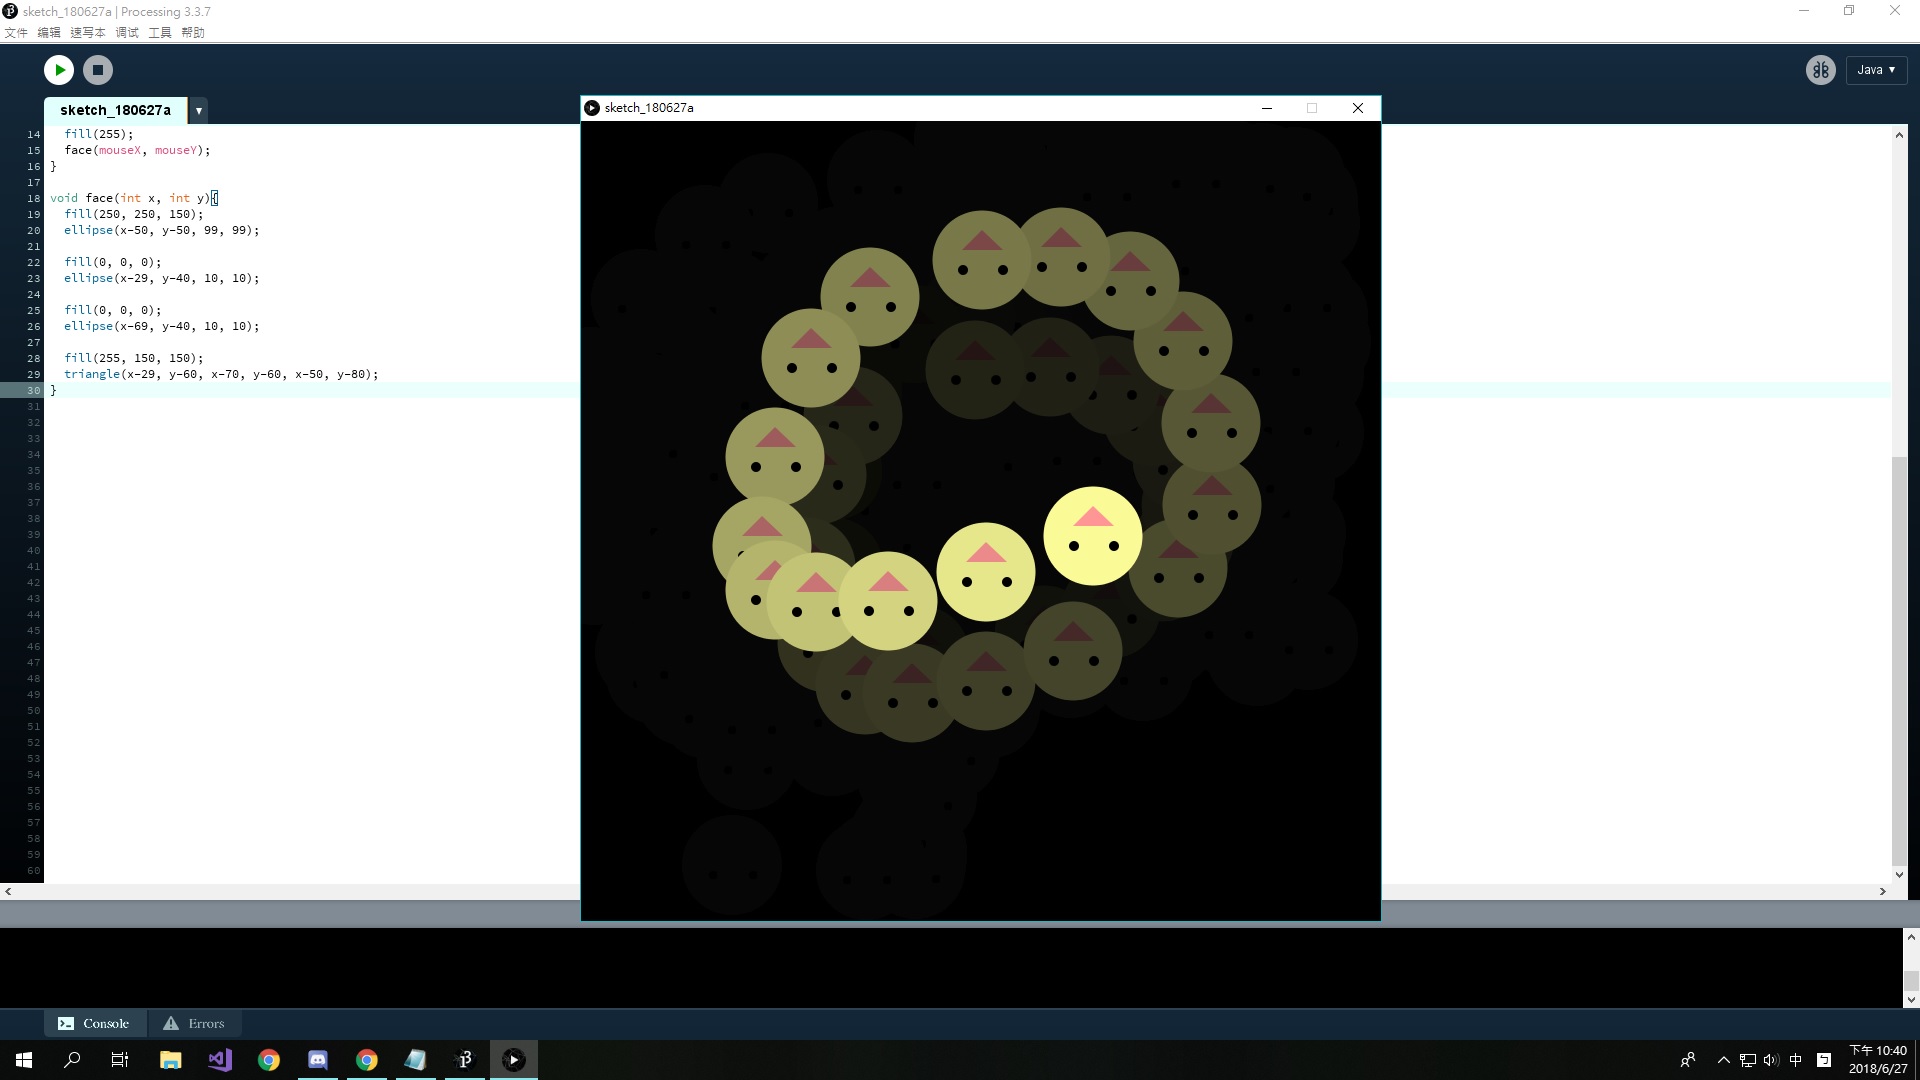 sketch_180627a | Processing 3.3.7
文件 编辑 速写本 调试 工具 帮助
Java ▼
sketch_180627a ▼
sketch_180627a
14 fill(255);
15 face(mouseX, mouseY);
16 }
17
18 void face(int x, int y){
19 fill(250, 250, 150);
20 ellipse(x-50, y-50, 99, 99);
21
22 fill(0, 0, 0);
23 ellipse(x-29, y-40, 10, 10);
24
25 fill(0, 0, 0);
26 ellipse(x-69, y-40, 10, 10);
27
28 fill(255, 150, 150);
29 triangle(x-29, y-60, x-70, y-60, x-50, y-80);
30 }
31
32
33
34
35
36
37
38
39
40
41
42
43
44
45
46
47
48
49
50
51
52
53
54
55
56
57
58
59
60
Console Errors
中
下午 10:40
2018/6/27